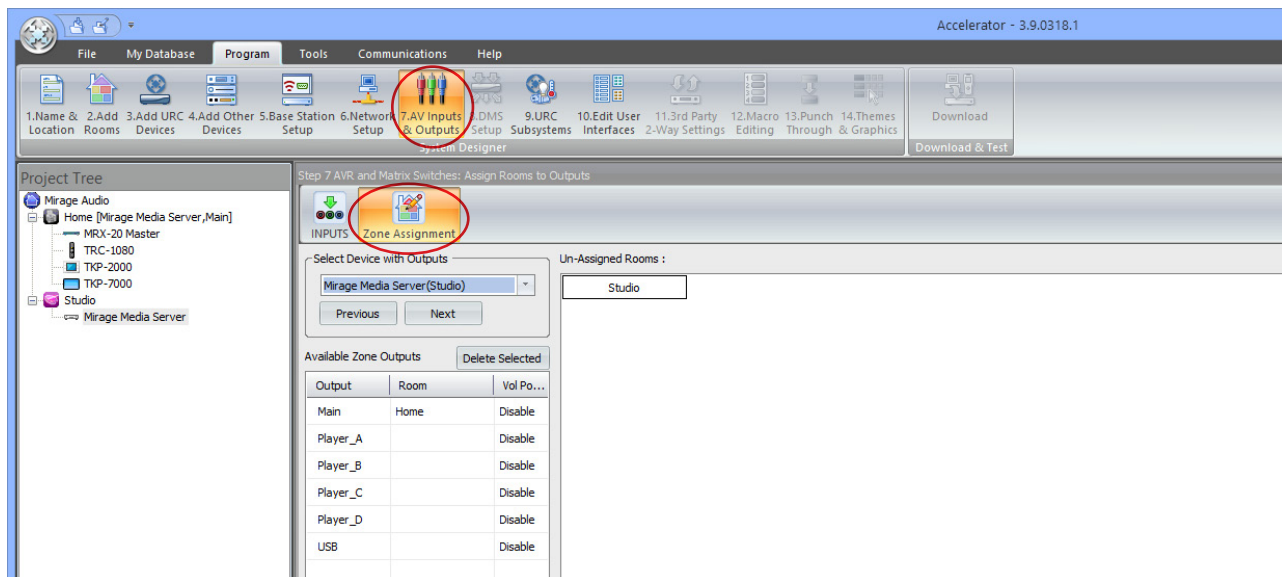 Accelerator - 3.9.0318.1
File My Database Program Tools Communications Help
1.Name & 2.Add 3.Add URC 4.Add Other 5.Base Station 6.Network 7.AV Inputs 8.DMS 9.URC 10.Edit User 11.3rd Party 12.Macro 13.Punch 14.Themes Download
Location Rooms Devices Devices Setup Setup & Outputs Setup Subsystems Interfaces 2-Way Settings Editing Through & Graphics
System Designer Download & Test
Project Tree
Mirage Audio
Home [Mirage Media Server,Main]
MRX-20 Master
TRC-1080
TKP-2000
TKP-7000
Studio
Mirage Media Server
Step 7 AVR and Matrix Switches: Assign Rooms to Outputs
INPUTS Zone Assignment
Select Device with Outputs
Mirage Media Server(Studio)
Previous Next
Un-Assigned Rooms :
Studio
Available Zone Outputs Delete Selected
Output Room Vol Po...
Main Home Disable
Player_A Disable
Player_B Disable
Player_C Disable
Player_D Disable
USB Disable